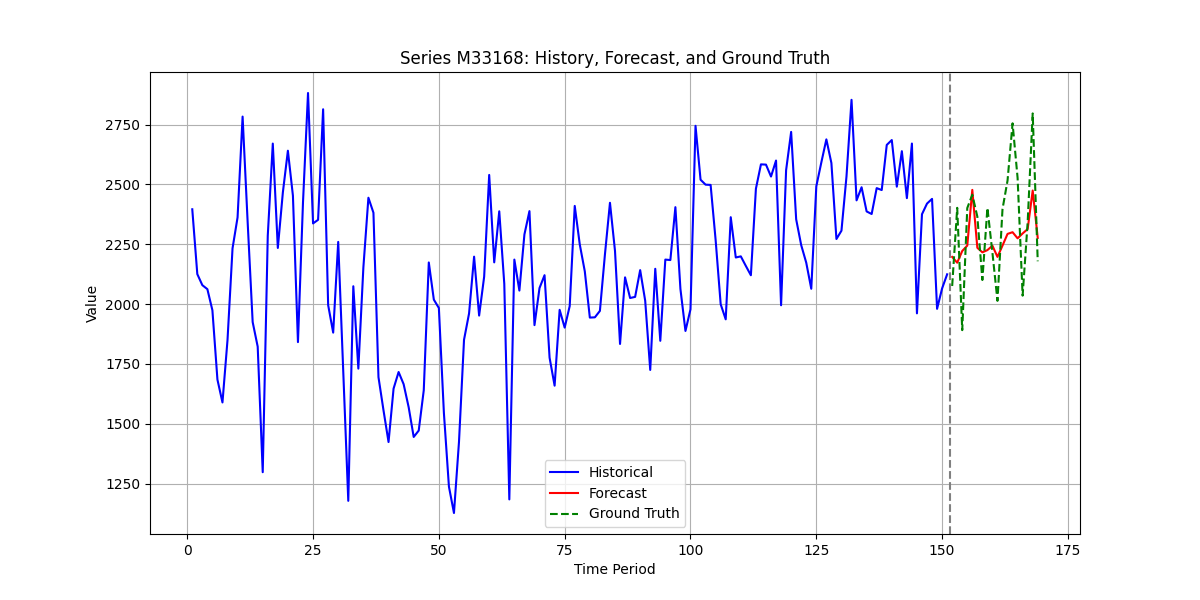 Series M33168: History, Forecast, and Ground Truth
Value
2750
2500
2250
2000
1750
1500
1250
Historical
Forecast
Ground Truth
0 25 50 75 100 125 150 175
Time Period